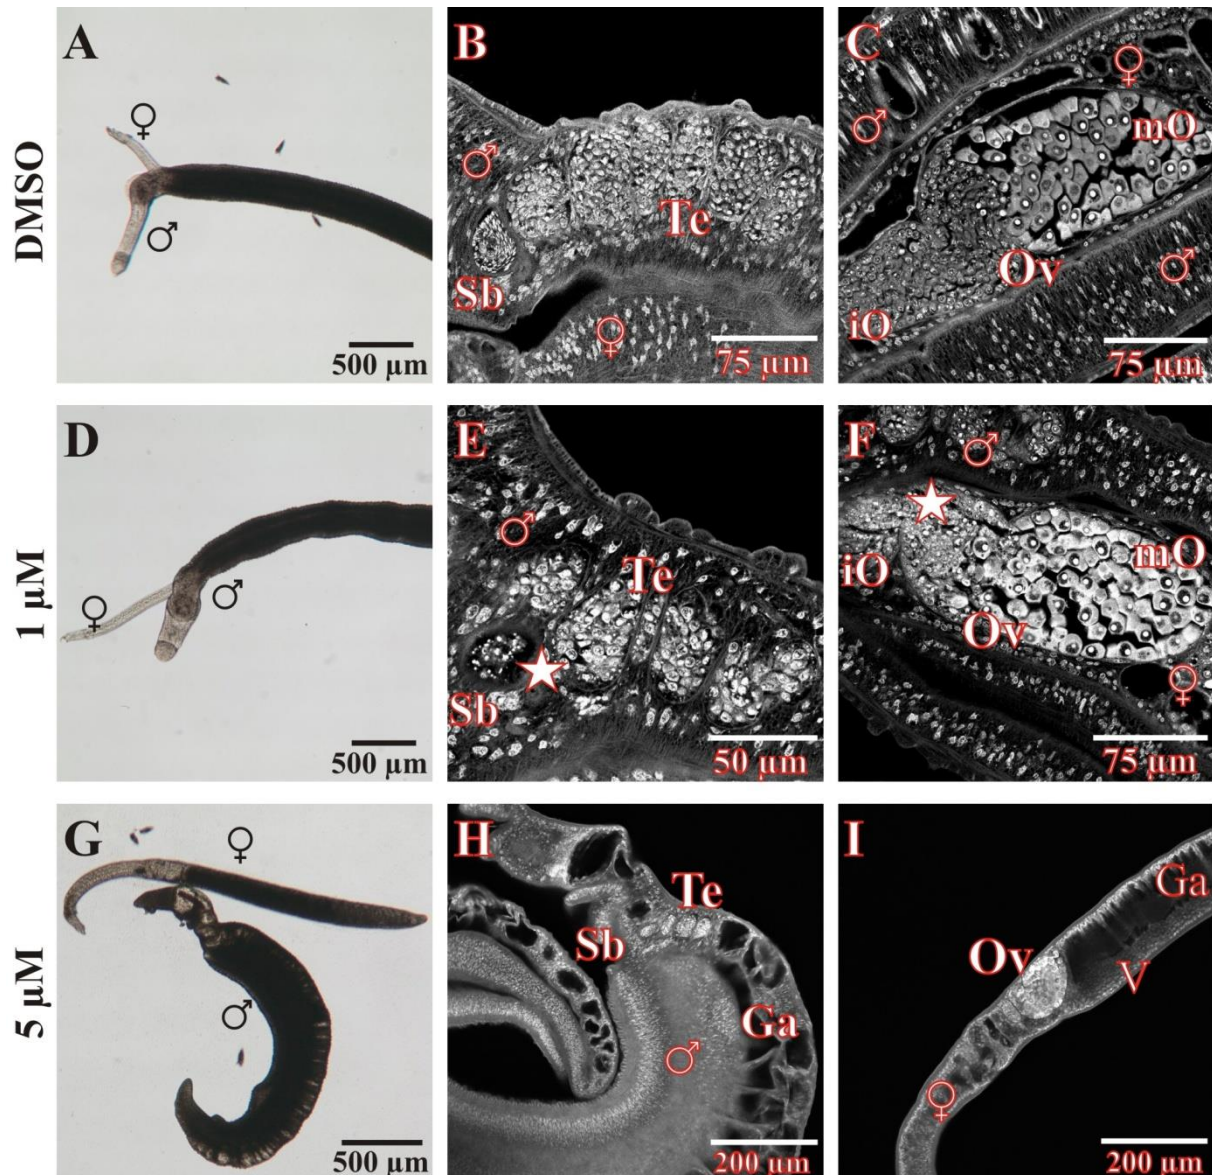 DMSO
A
♀
♂
500 µm
B
♂
Te
Sb
♀
75 µm
C
♀
♂
mO
Ov
♂
iO
75 µm
1 µM
D
♀
♂
500 µm
E
♂
Te
Sb
50 µm
F
♂
iO
mO
Ov
♀
75 µm
5 µM
G
♀
♂
500 µm
H
Te
Sb
Ga
♂
200 µm
I
Ga
Ov
V
♀
200 µm